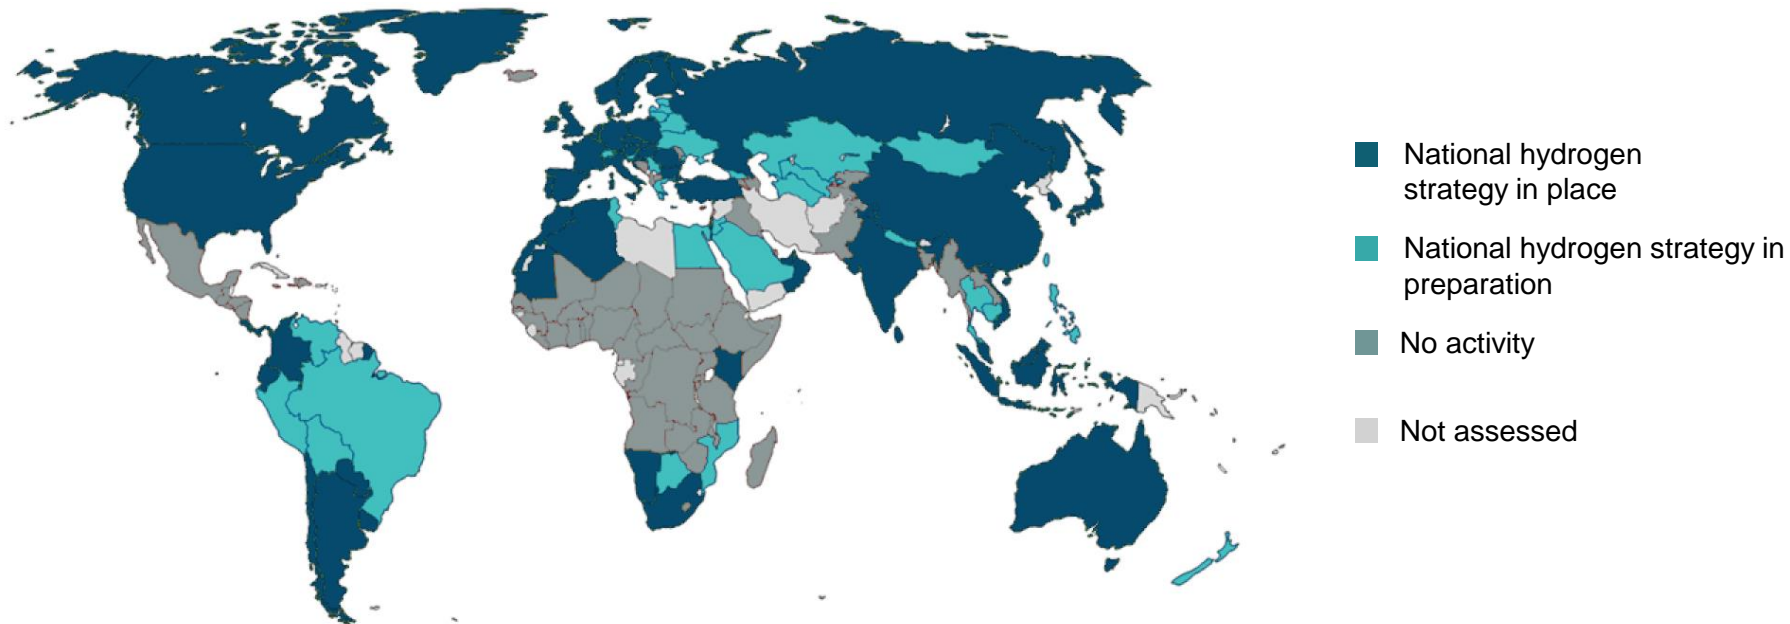 National hydrogen
strategy in place
National hydrogen strategy in
preparation
No activity
Not assessed